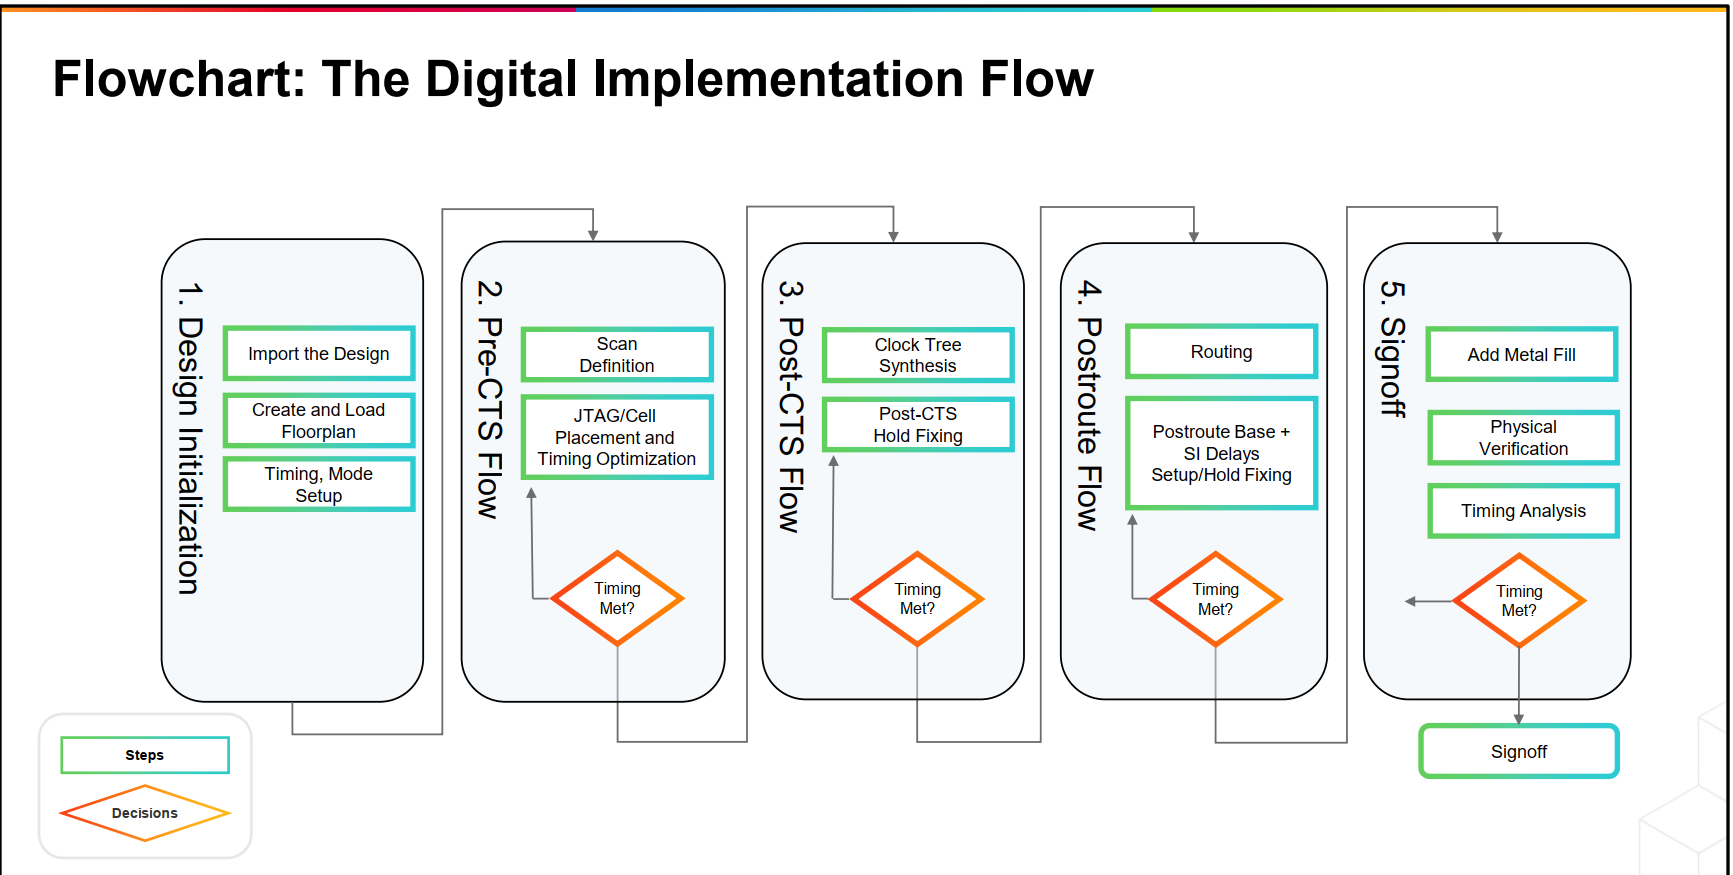 Flowchart: The Digital Implementation Flow
1. Design Initialization
Import the Design
Create and Load
Floorplan
Timing, Mode
Setup
2. Pre-CTS Flow
Scan
Definition
JTAG/Cell
Placement and
Timing Optimization
Timing
Met?
3. Post-CTS Flow
Clock Tree
Synthesis
Post-CTS
Hold Fixing
Timing
Met?
4. Postroute Flow
Routing
Postroute Base +
SI Delays
Setup/Hold Fixing
Timing
Met?
5. Signoff
Add Metal Fill
Physical
Verification
Timing Analysis
Timing
Met?
Signoff
Steps
Decisions